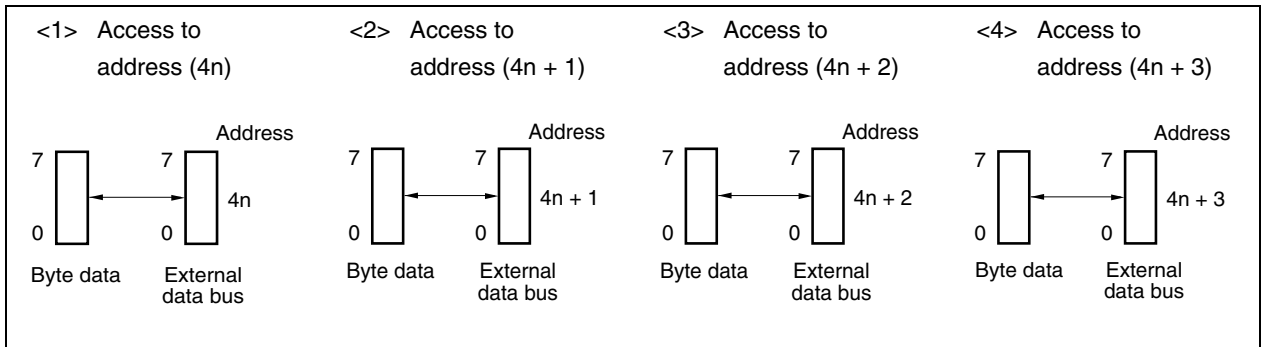 <1> Access to
address (4n)
Address
7 7
4n
0 0
Byte data External
data bus
<2> Access to
address (4n + 1)
Address
7 7
4n + 1
0 0
Byte data External
data bus
<3> Access to
address (4n + 2)
Address
7 7
4n + 2
0 0
Byte data External
data bus
<4> Access to
address (4n + 3)
Address
7 7
4n + 3
0 0
Byte data External
data bus